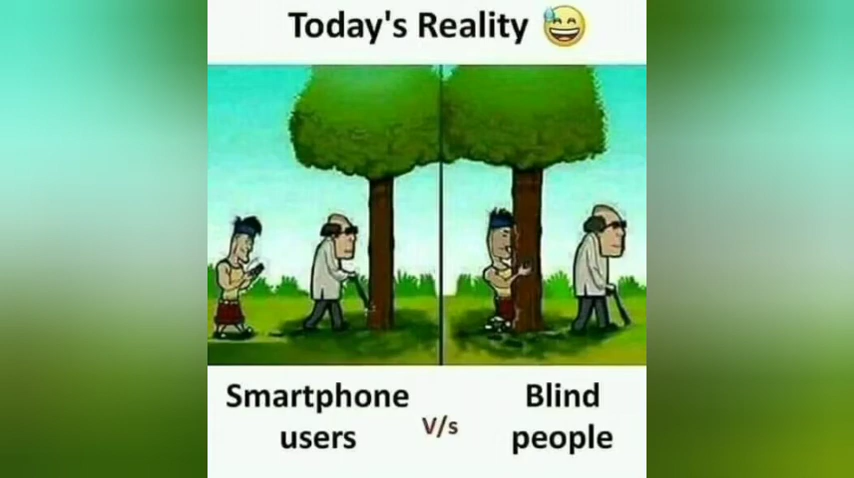 Today's Reality 😅
Smartphone
users
V/s
Blind
people